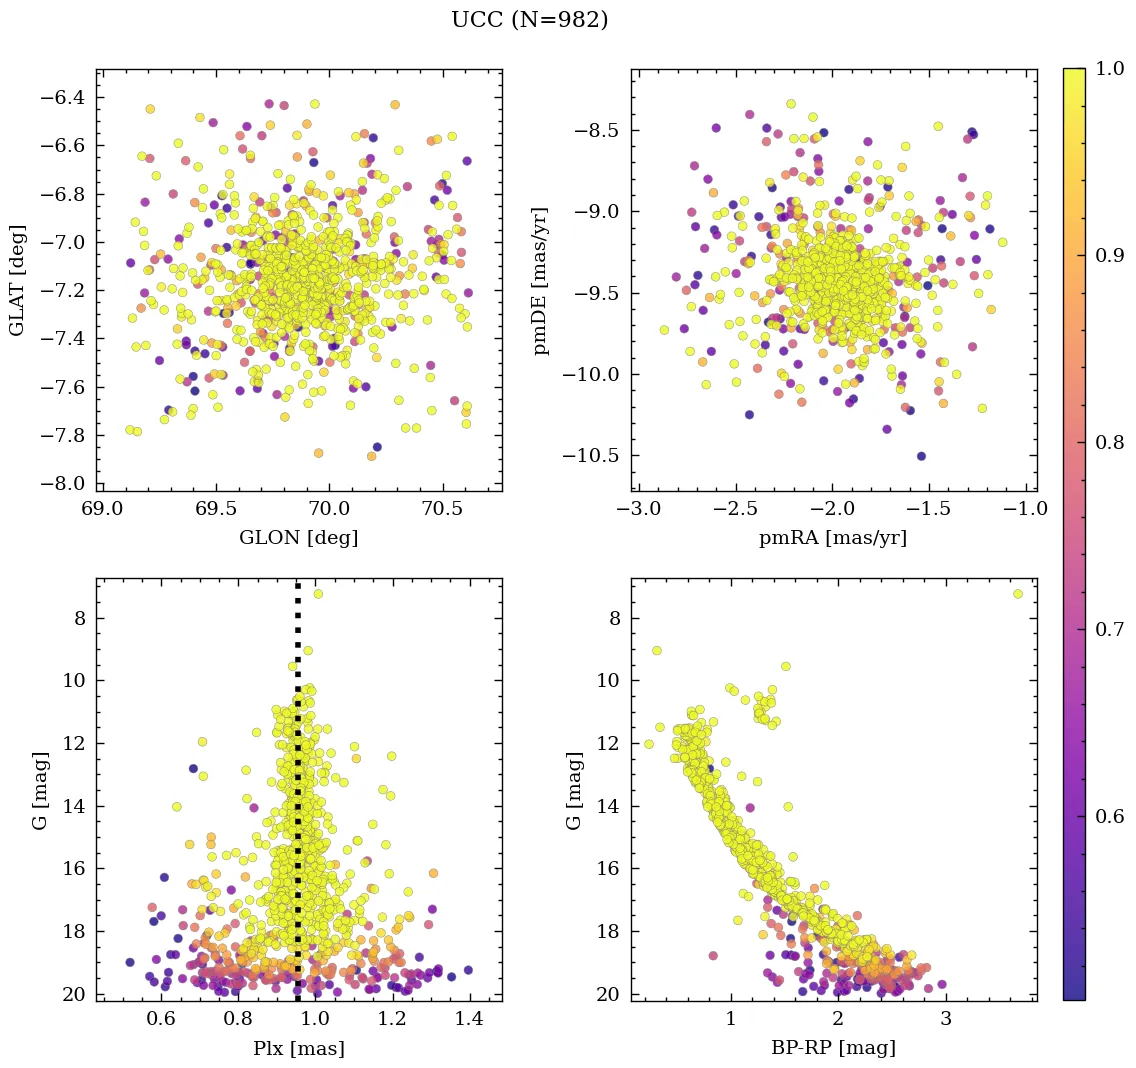 UCC (N=982)
−6.4
−6.6
−6.8
−7.0
−7.2
−7.4
−7.6
−7.8
−8.0
GLAT [deg]
69.0 69.5 70.0 70.5
GLON [deg]
−8.5
−9.0
−9.5
−10.0
−10.5
pmDE [mas/yr]
−3.0 −2.5 −2.0 −1.5 −1.0
pmRA [mas/yr]
1.0
0.9
0.8
0.7
0.6
8
10
12
14
16
18
20
G [mag]
0.6 0.8 1.0 1.2 1.4
Plx [mas]
8
10
12
14
16
18
20
G [mag]
1 2 3
BP-RP [mag]